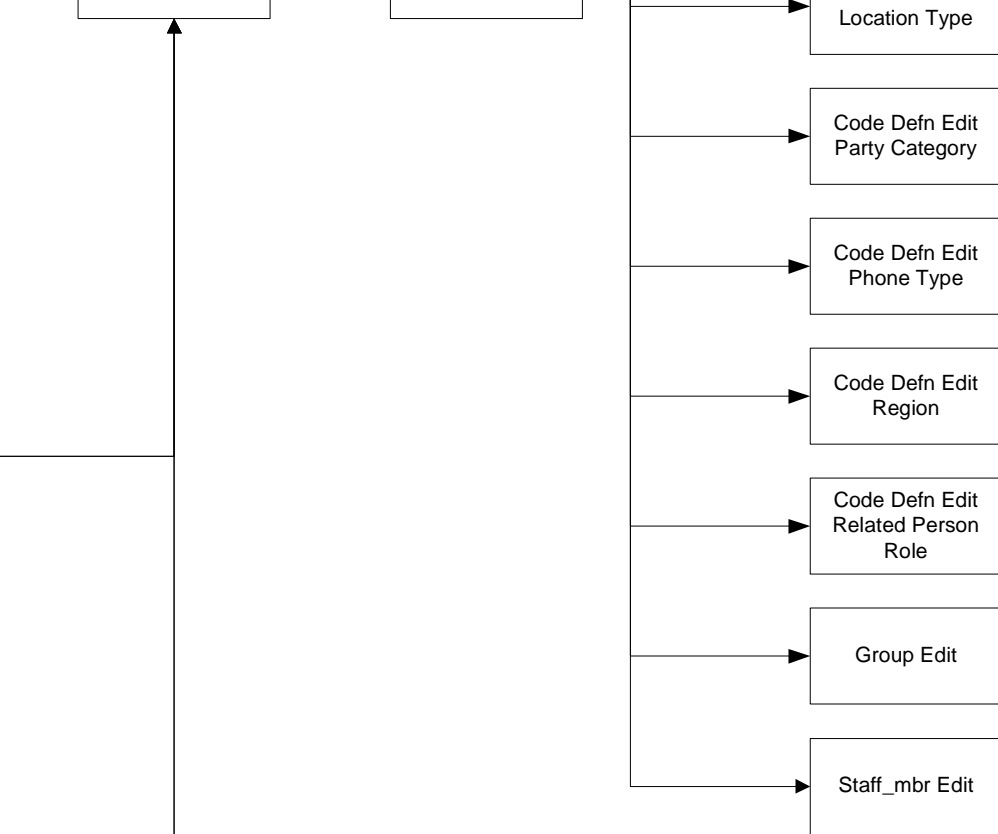 Location Type
Code Defn Edit
Party Category
Code Defn Edit
Phone Type
Code Defn Edit
Region
Code Defn Edit
Related Person
Role
Group Edit
Staff_mbr Edit